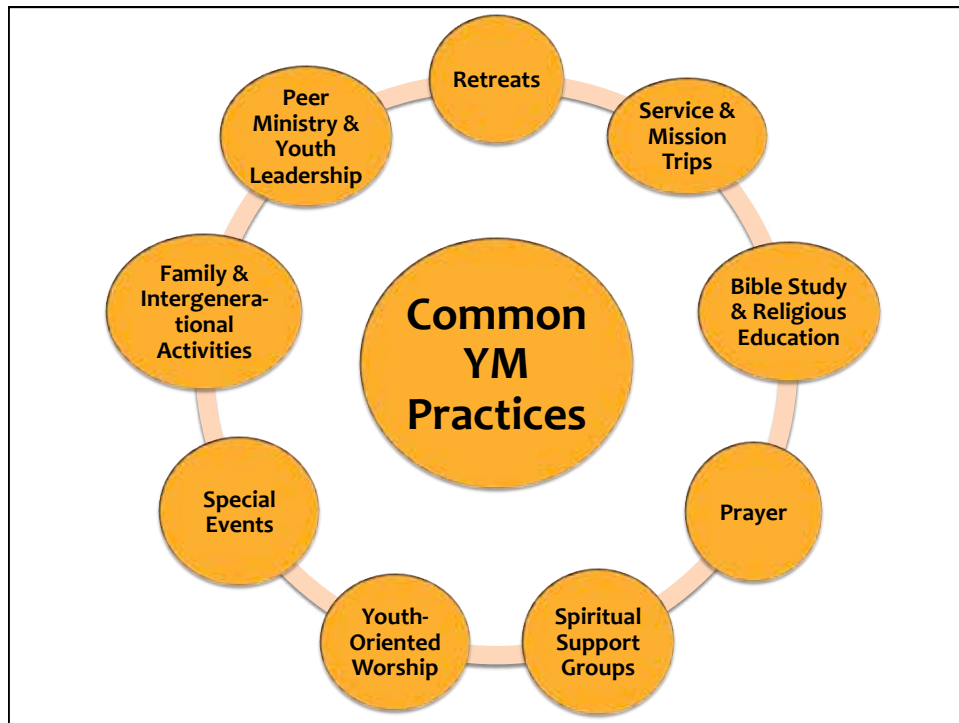 Retreats
Service &
Mission
Trips
Bible Study
& Religious
Education
Prayer
Spiritual
Support
Groups
Youth-
Oriented
Worship
Special
Events
Family &
Intergenera-
tional
Activities
Peer
Ministry &
Youth
Leadership
Common
YM
Practices